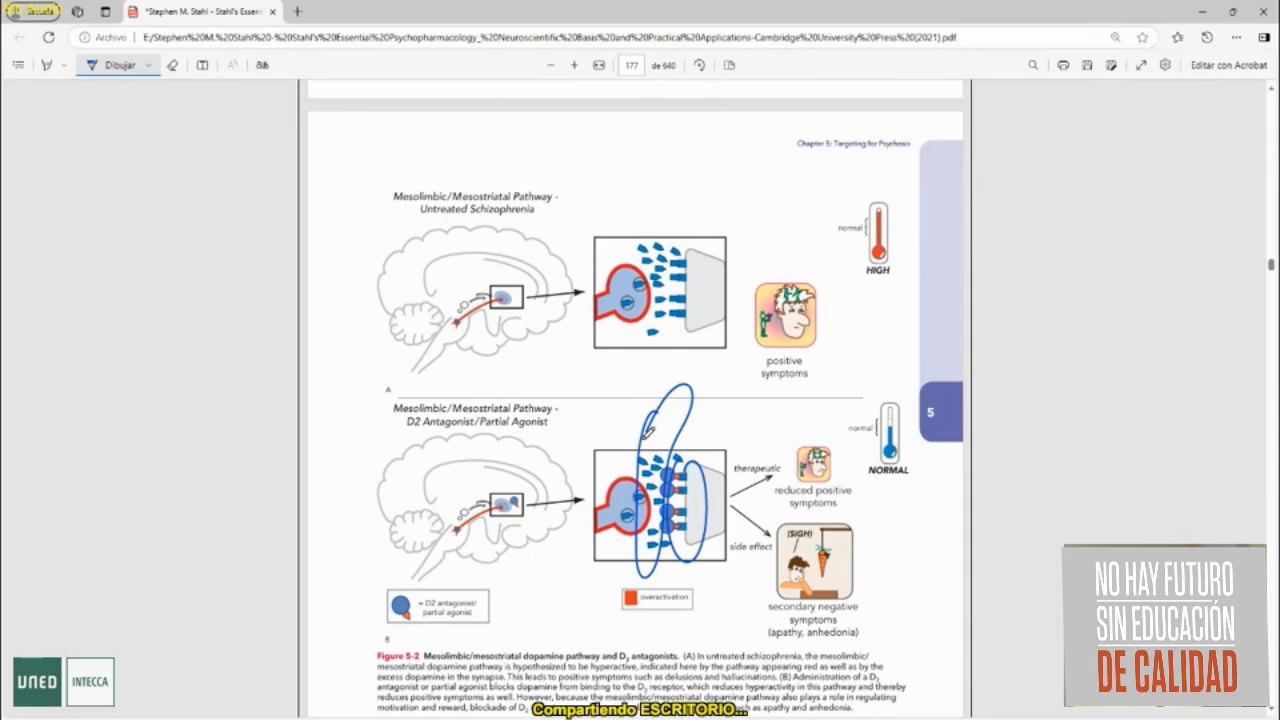 Escuela
*Stephen M. Stahl - Stahl's Essen
Archivo
E:/Stephen%20M.%20Stahl%20-%20Stahl's%20Essential%20Psychopharmacology_%20Neuroscientific%20Basis%20and%20Practical%20Applications-Cambridge%20University%20Press%20(2021).pdf
Dibujar
177 de 640
Editar con Acrobat
Chapter 5: Targeting for Psychosis
Mesolimbic/Mesostriatal Pathway -
Untreated Schizophrenia
normal
HIGH
positive
symptoms
A
Mesolimbic/Mesostriatal Pathway -
D2 Antagonist/Partial Agonist
5
normal
NORMAL
therapeutic
reduced positive
symptoms
side effect
(SIGH)
secondary negative
symptoms
(apathy, anhedonia)
= D2 antagonist/
partial agonist
overactivation
B
Figure 5-2 Mesolimbic/mesostriatal dopamine pathway and D2 antagonists. (A) In untreated schizophrenia, the mesolimbic/
mesostriatal dopamine pathway is hypothesized to be hyperactive, indicated here by the pathway appearing red as well as by the
excess dopamine in the synapse. This leads to positive symptoms such as delusions and hallucinations. (B) Administration of a D2
antagonist or partial agonist blocks dopamine from binding to the D2 receptor, which reduces hyperactivity in this pathway and thereby
reduces positive symptoms as well. However, because the mesolimbic/mesostriatal dopamine pathway also plays a role in regulating
motivation and reward, blockade of D2 such as apathy and anhedonia.
Compartiendo ESCRITORIO...
UNED
INTECCA
NO HAY FUTURO
SIN EDUCACIÓN
DE CALIDAD